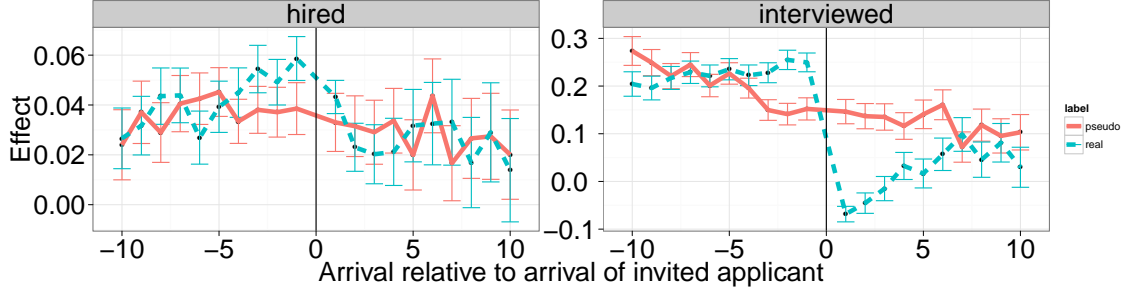 hired
interviewed
Effect
0.06
0.04
0.02
0.00
−10
−5
0
5
10
0.3
0.2
0.1
0.0
−0.1
−10
−5
0
5
10
Arrival relative to arrival of invited applicant
label
pseudo
real